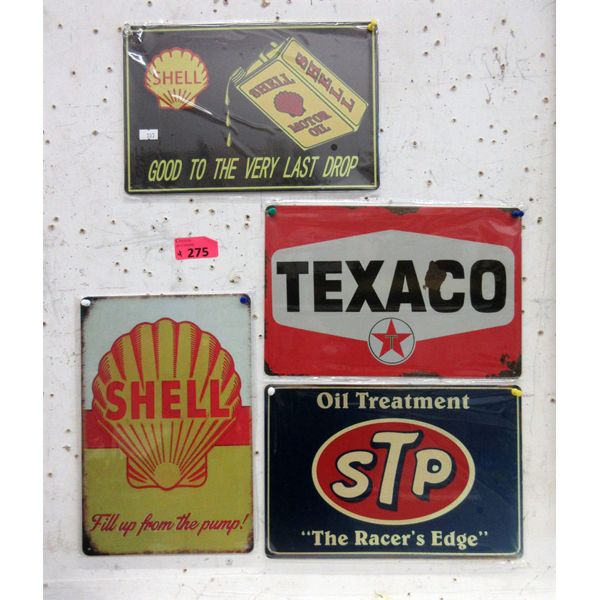 SHELL
SHELL
MOTOR
OIL
GOOD TO THE VERY LAST DROP
275
TEXACO
T
SHELL
Fill up from the pump!
Oil Treatment
STP
"The Racer's Edge"